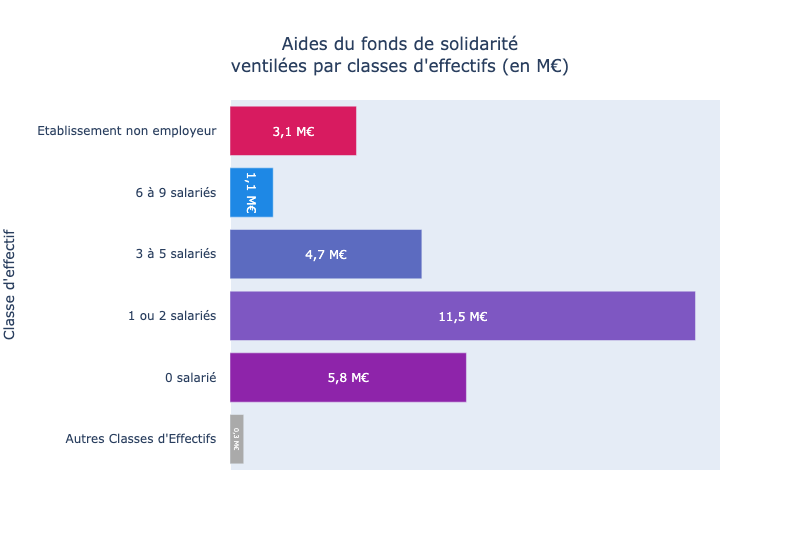 Aides du fonds de solidarité
ventilées par classes d'effectifs (en M€)
Classe d'effectif
Etablissement non employeur
3,1 M€
6 à 9 salariés
1,1 M€
3 à 5 salariés
4,7 M€
1 ou 2 salariés
11,5 M€
0 salarié
5,8 M€
Autres Classes d'Effectifs
0,3 M€